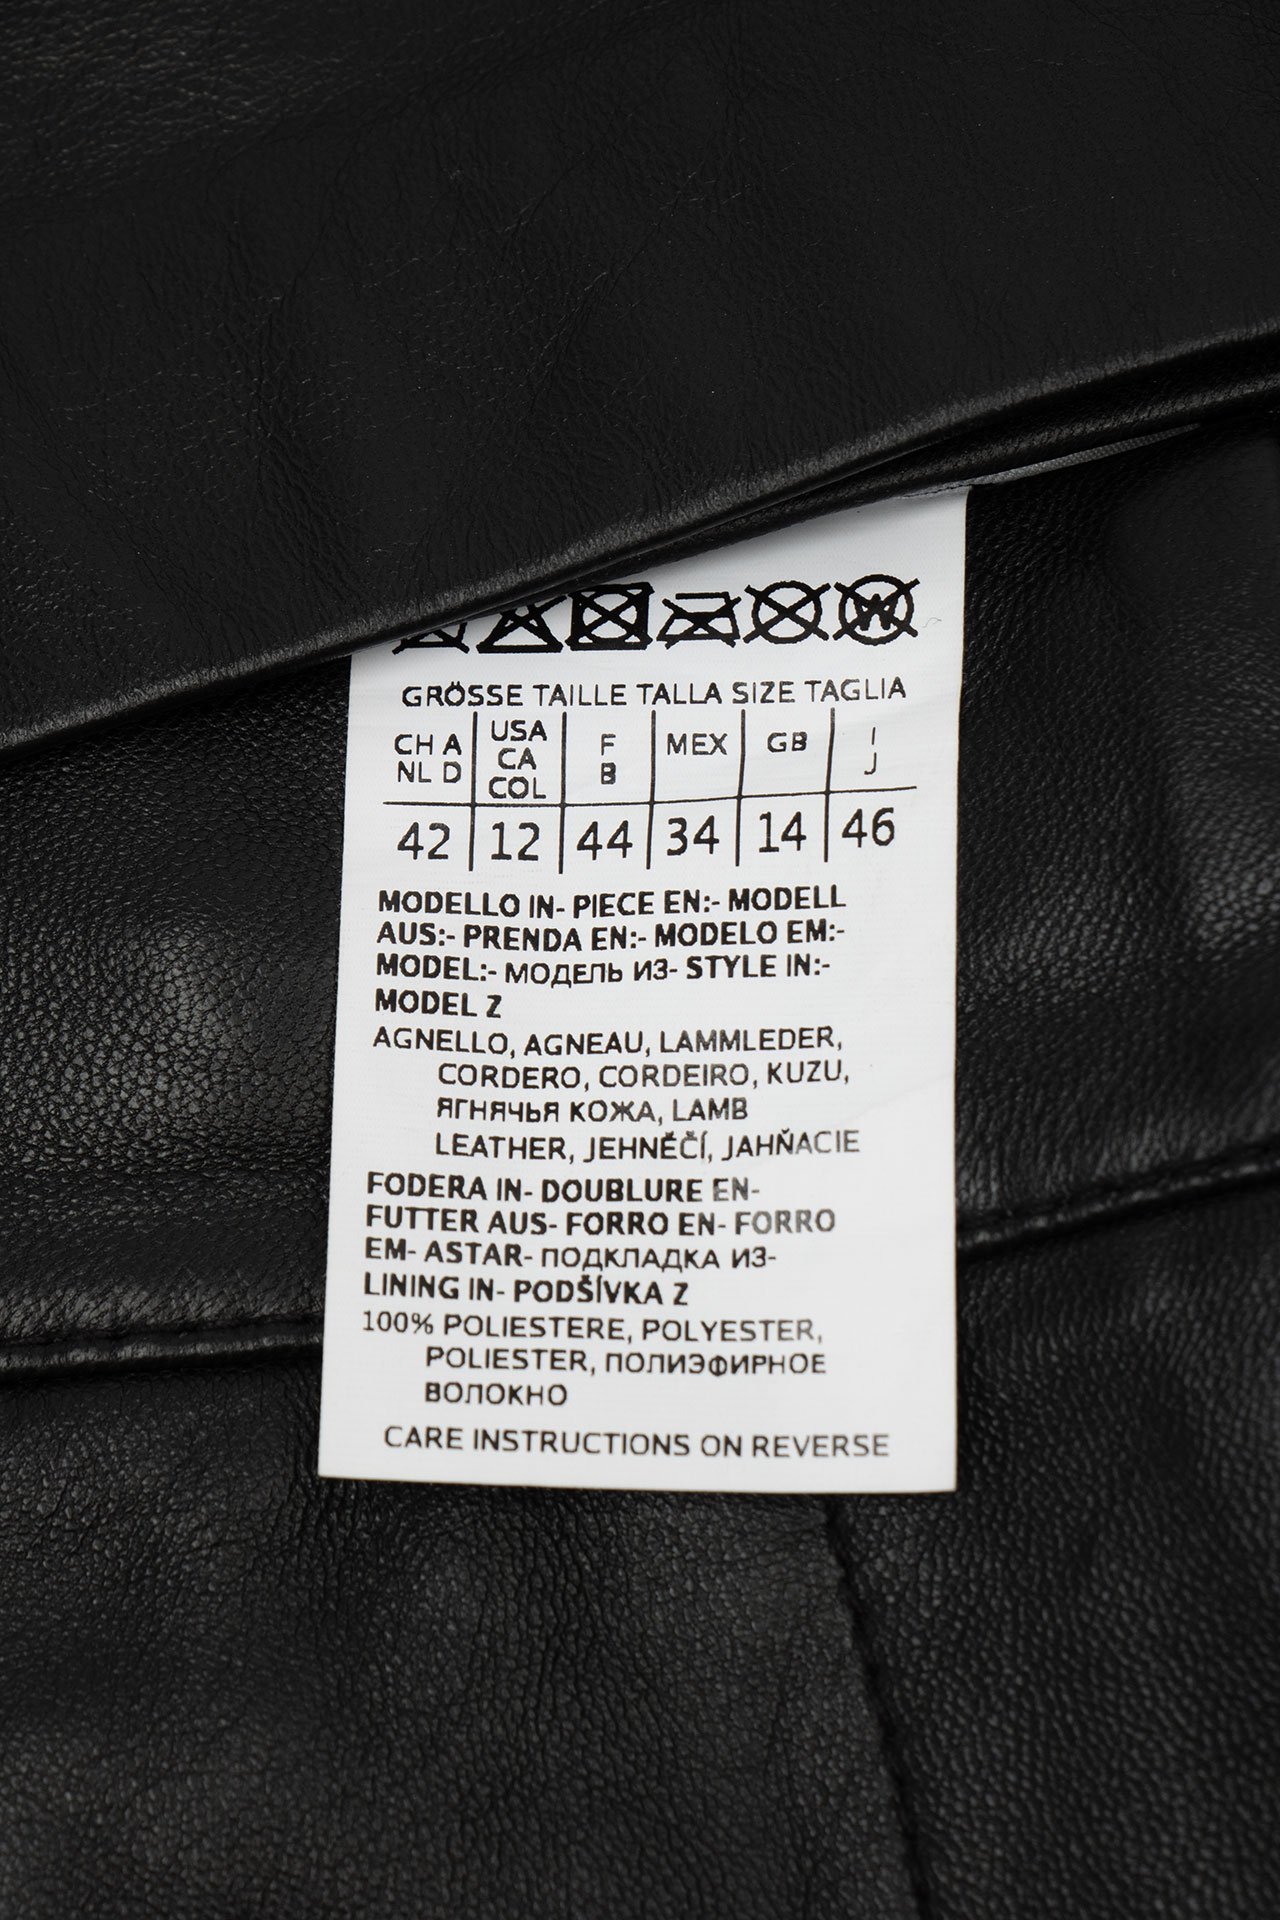 GRÖSSE TAILLE TALLA SIZE TAGLIA
CH A USA F MEX GB I
NL D CA B J
COL
42 12 44 34 14 46
MODELLO IN- PIECE EN:- MODELL
AUS:- PRENDA EN:- MODELO EM:-
MODEL:- МОДЕЛЬ ИЗ- STYLE IN:-
MODEL Z
AGNELLO, AGNEAU, LAMMLEDER,
CORDERO, CORDEIRO, KUZU,
ЯГНЯЧЬЯ КОЖА, LAMB
LEATHER, JEHNĚČÍ, JAHŇACIE
FODERA IN- DOUBLURE EN-
FUTTER AUS- FORRO EN- FORRO
EM- ASTAR- ПОДКЛАДКА ИЗ-
LINING IN- PODŠÍVKA Z
100% POLIESTERE, POLYESTER,
POLIESTER, ПОЛИЭФИРНОЕ
ВОЛОКНО
CARE INSTRUCTIONS ON REVERSE